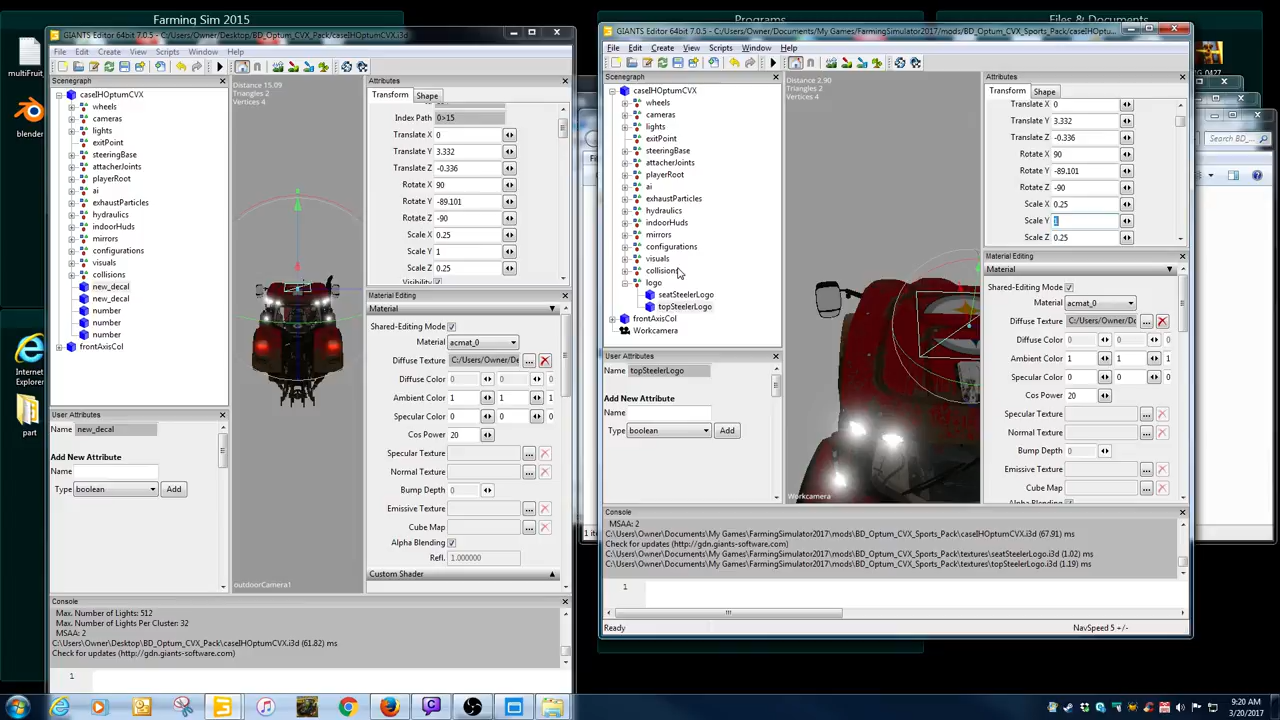 Farming Sim 2015
Programs
Files & Documents
multiFruit
blender
Internet
Explorer
part
_IMG_0427
GIANTS Editor 64bit 7.0.5 - C:/Users/Owner/Desktop/BD_Optum_CVX_Pack/caseIHOptumCVX.i3d
File Edit Create View Scripts Window Help
Scenegraph
caseIHOptumCVX
wheels
cameras
lights
exitPoint
steeringBase
attacherJoints
playerRoot
ai
exhaustParticles
hydraulics
indoorHuds
mirrors
configurations
visuals
collisions
new_decal
new_decal
number
number
number
frontAxisCol
User Attributes
Name new_decal
Add New Attribute
Name
Type boolean Add
Distance 15.09
Triangles 2
Vertices 4
outdoorCamera1
Attributes
Transform Shape
Index Path 0>15
Translate X 0
Translate Y 3.332
Translate Z -0.336
Rotate X 90
Rotate Y -89.101
Rotate Z -90
Scale X 0.25
Scale Y 1
Scale Z 0.25
Visibility
Material Editing
Material
Shared-Editing Mode
Material acmat_0
Diffuse Texture C:/Users/Owner/De
Diffuse Color 0 0 0
Ambient Color 1 1 1
Specular Color 0 0 0
Cos Power 20
Specular Texture
Normal Texture
Bump Depth 0
Emissive Texture
Cube Map
Alpha Blending
Refl. 1.000000
Custom Shader
Console
Max. Number of Lights: 512
Max. Number of Lights Per Cluster: 32
MSAA: 2
C:/Users/Owner/Desktop/BD_Optum_CVX_Pack/caseIHOptumCVX.i3d (61.82) ms
Check for updates (http://gdn.giants-software.com)
1
GIANTS Editor 64bit 7.0.5 - C:/Users/Owner/Documents/My Games/FarmingSimulator2017/mods/BD_Optum_CVX_Sports_Pack/caseIHOptu...
File Edit Create View Scripts Window Help
Scenegraph
caseIHOptumCVX
wheels
cameras
lights
exitPoint
steeringBase
attacherJoints
playerRoot
ai
exhaustParticles
hydraulics
indoorHuds
mirrors
configurations
visuals
collisions
logo
seatSteelerLogo
topSteelerLogo
frontAxisCol
Workcamera
User Attributes
Name topSteelerLogo
Add New Attribute
Name
Type boolean Add
Distance 2.90
Triangles 2
Vertices 4
Workcamera
Attributes
Transform Shape
Translate X 0
Translate Y 3.332
Translate Z -0.336
Rotate X 90
Rotate Y -89.101
Rotate Z -90
Scale X 0.25
Scale Y 1
Scale Z 0.25
Material Editing
Material
Shared-Editing Mode
Material acmat_0
Diffuse Texture C:/Users/Owner/Do
Diffuse Color 0 0 0
Ambient Color 1 1 1
Specular Color 0 0 0
Cos Power 20
Specular Texture
Normal Texture
Bump Depth 0
Emissive Texture
Cube Map
Alpha Blending
Console
MSAA: 2
C:/Users/Owner/Documents/My Games/FarmingSimulator2017/mods/BD_Optum_CVX_Sports_Pack/caseIHOptumCVX.i3d (67.91) ms
Check for updates (http://gdn.giants-software.com)
C:/Users/Owner/Documents/My Games/FarmingSimulator2017/mods/BD_Optum_CVX_Sports_Pack/textures/seatSteelerLogo.i3d (1.02) ms
C:/Users/Owner/Documents/My Games/FarmingSimulator2017/mods/BD_Optum_CVX_Sports_Pack/textures/topSteelerLogo.i3d (1.19) ms
1
Ready NavSpeed 5 +/-
Search BD_...
1 ite
9:20 AM
3/20/2017